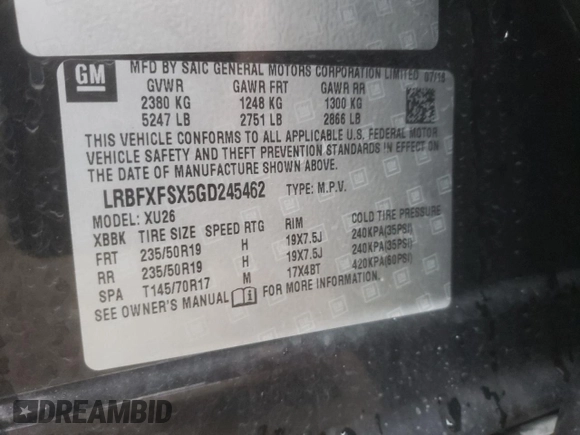 GM
MFD BY SAIC GENERAL MOTORS CORPORATION LIMITED 07/16
GVWR GAWR FRT GAWR RR
2380 KG 1248 KG 1300 KG
5247 LB 2751 LB 2866 LB
THIS VEHICLE CONFORMS TO ALL APPLICABLE U.S. FEDERAL MOTOR
VEHICLE SAFETY AND THEFT PREVENTION STANDARDS IN EFFECT ON
THE DATE OF MANUFACTURE SHOWN ABOVE.
LRBFXFSX5GD245462 TYPE: M.P.V.
MODEL: XU26
XBBK TIRE SIZE SPEED RTG RIM COLD TIRE PRESSURE
FRT 235/50R19 H 19X7.5J 240KPA(35PSI)
RR 235/50R19 H 19X7.5J 240KPA(35PSI)
SPA T145/70R17 M 17X4BT 420KPA(60PSI)
SEE OWNER'S MANUAL FOR MORE INFORMATION
DREAMBID